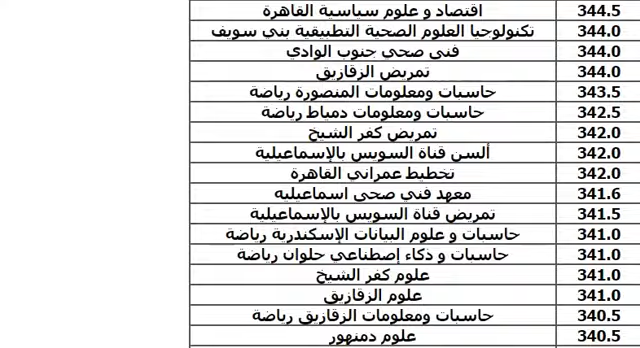 344.5 اقتصاد و علوم سياسية القاهرة
344.0 تكنولوجيا العلوم الصحية التطبيقية بني سويف
344.0 فني صحي جنوب الوادي
344.0 تمريض الزقازيق
343.5 حاسبات ومعلومات المنصورة رياضة
342.5 حاسبات ومعلومات دمياط رياضة
342.0 تمريض كفر الشيخ
342.0 ألسن قناة السويس بالإسماعيلية
342.0 تخطيط عمراني القاهرة
341.6 معهد فني صحي اسماعيليه
341.5 تمريض قناة السويس بالإسماعيلية
341.0 حاسبات و علوم البيانات الإسكندرية رياضة
341.0 حاسبات و ذكاء إصطناعي حلوان رياضة
341.0 علوم كفر الشيخ
341.0 علوم الزقازيق
340.5 حاسبات ومعلومات الزقازيق رياضة
340.5 علوم دمنهور